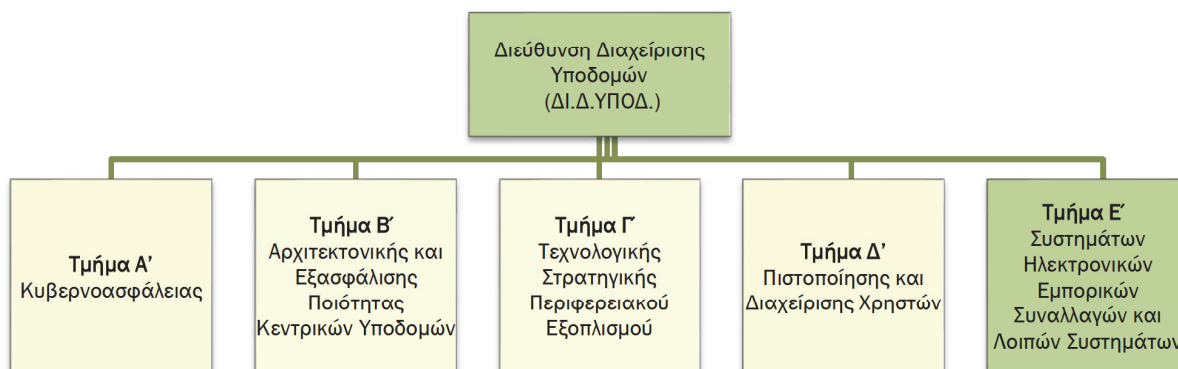 Διεύθυνση Διαχείρισης
Υποδομών
(ΔΙ.Δ.ΥΠΟΔ.)
Τμήμα Α'
Κυβερνοασφάλειας
Τμήμα Β΄
Αρχιτεκτονικής και
Εξασφάλισης
Ποιότητας
Κεντρικών Υποδομών
Τμήμα Γ΄
Τεχνολογικής
Στρατηγικής
Περιφερειακού
Εξοπλισμού
Τμήμα Δ'
Πιστοποίησης και
Διαχείρισης Χρηστών
Τμήμα Ε΄
Συστημάτων
Ηλεκτρονικών
Εμπορικών
Συναλλαγών και
Λοιπών Συστημάτων